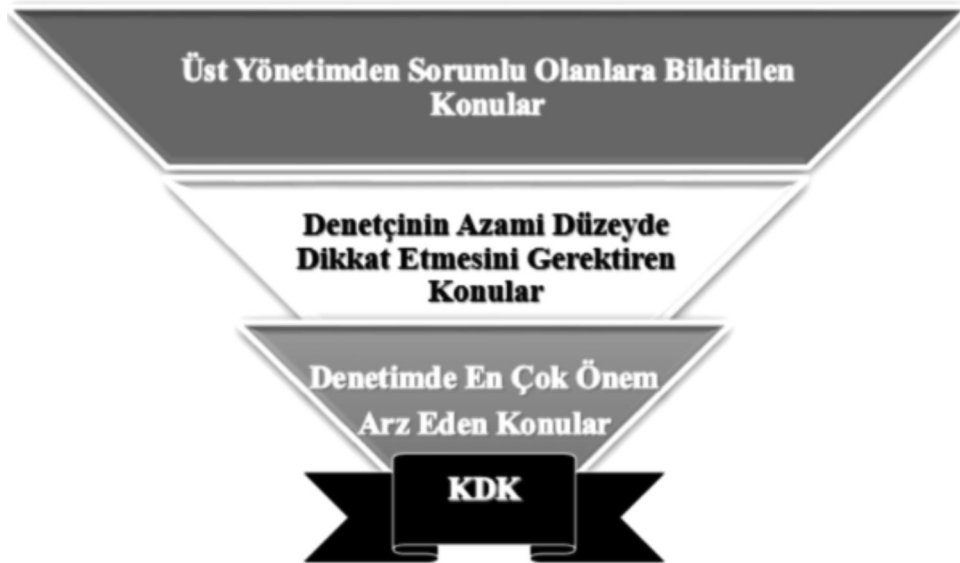 Üst Yönetimden Sorumlu Olanlara Bildirilen
Konular
Denetçinin Azami Düzeyde
Dikkat Etmesini Gerektiren
Konular
Denetimde En Çok Önem
Arz Eden Konular
KDK